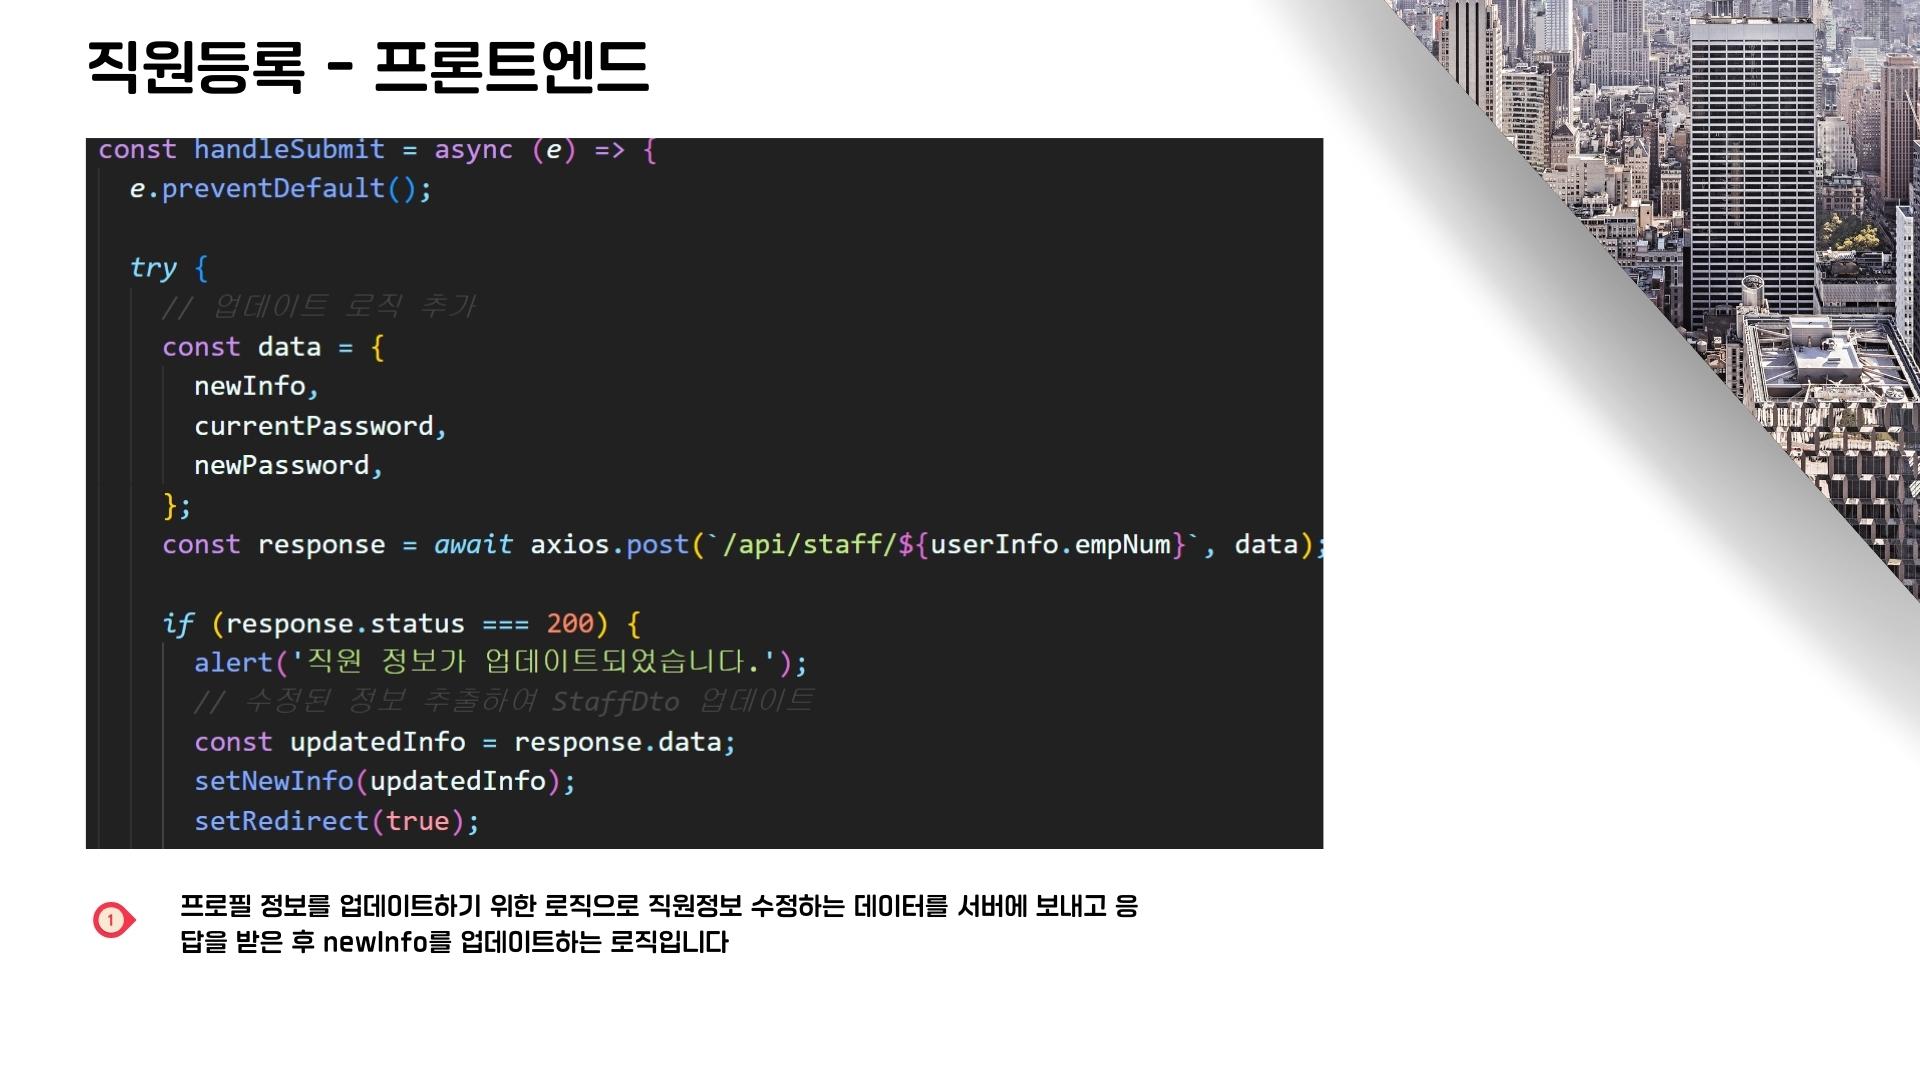 직원등록 - 프론트엔드
const handleSubmit = async (e) => {
e.preventDefault();
try {
// 업데이트 로직 추가
const data = {
newInfo,
currentPassword,
newPassword,
};
const response = await axios.post(`/api/staff/${userInfo.empNum}`, data);
if (response.status === 200) {
alert('직원 정보가 업데이트되었습니다.');
// 수정된 정보 추출하여 StaffDto 업데이트
const updatedInfo = response.data;
setNewInfo(updatedInfo);
setRedirect(true);
1
프로필 정보를 업데이트하기 위한 로직으로 직원정보 수정하는 데이터를 서버에 보내고 응
답을 받은 후 newInfo를 업데이트하는 로직입니다